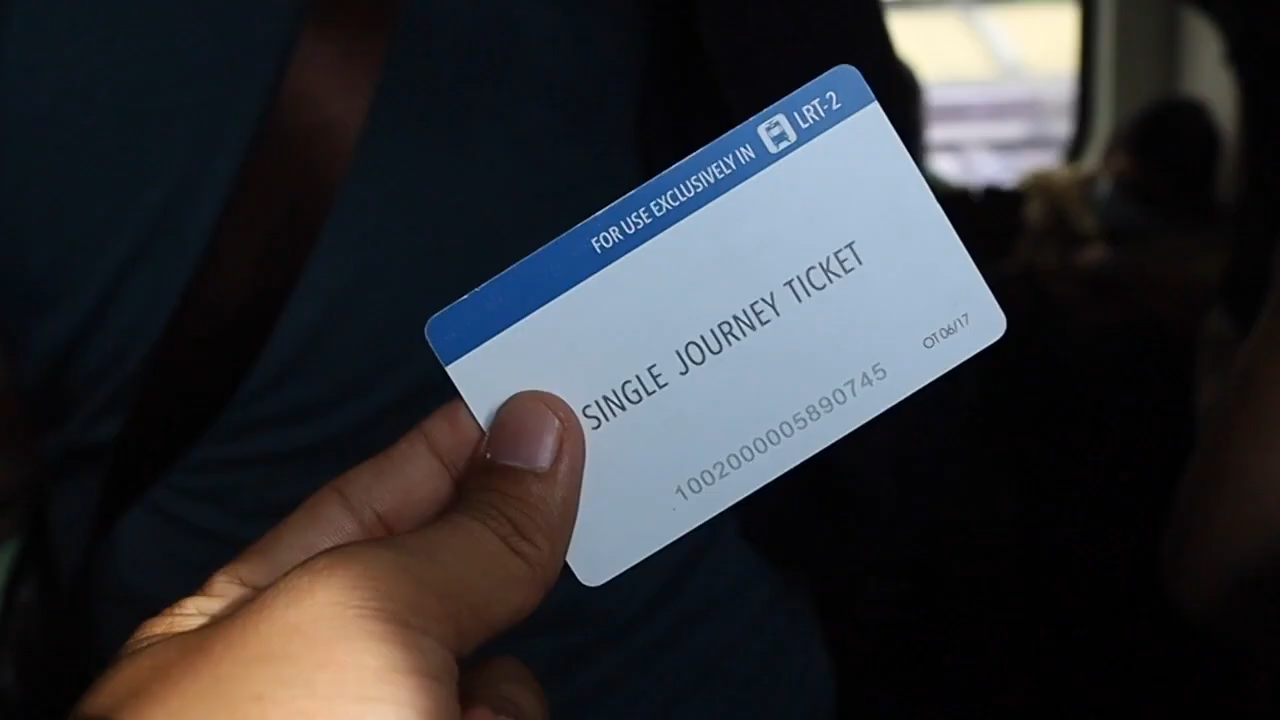 FOR USE EXCLUSIVELY IN LRT-2
SINGLE JOURNEY TICKET
OT06/17
1002000005890745